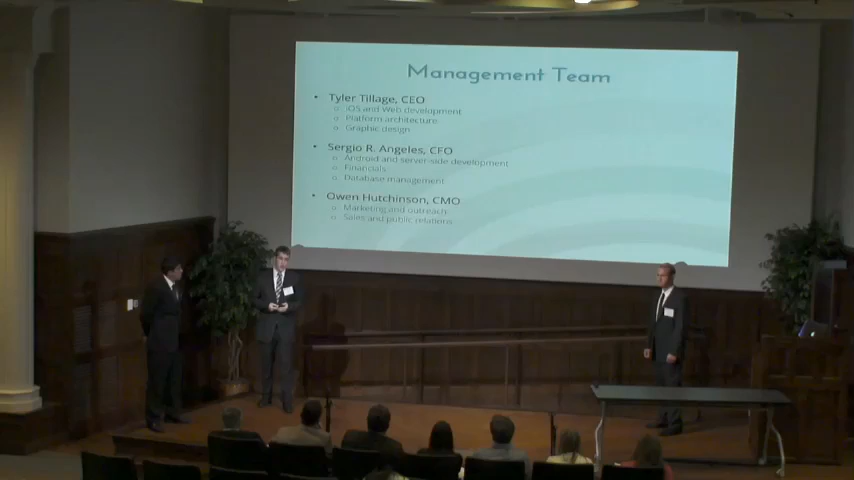 Management Team
• Tyler Tillage, CEO
o iOS and Web development
o Platform architecture
o Graphic design
• Sergio R. Angeles, CFO
o Android and server-side development
o Financials
o Database management
• Owen Hutchinson, CMO
o Marketing and outreach
o Sales and public relations